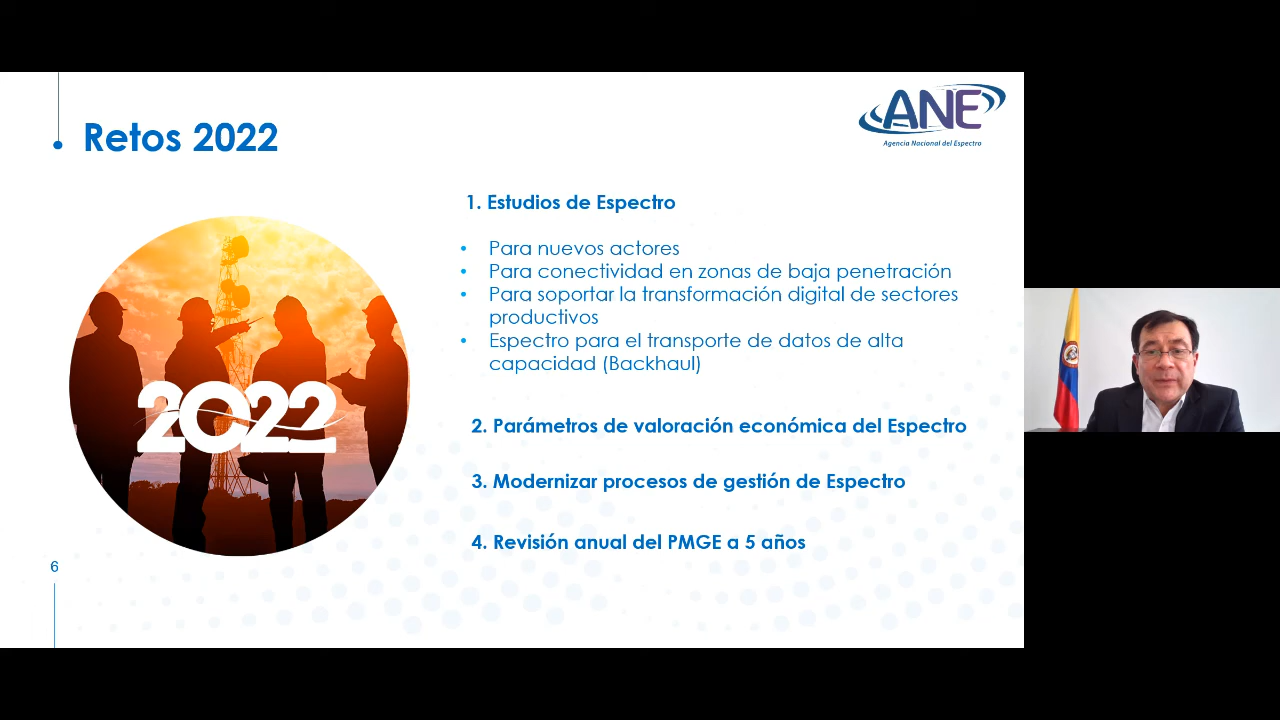 ANE
Agencia Nacional del Espectro
Retos 2022
1. Estudios de Espectro
• Para nuevos actores
• Para conectividad en zonas de baja penetración
• Para soportar la transformación digital de sectores
productivos
• Espectro para el transporte de datos de alta
capacidad (Backhaul)
2022
2. Parámetros de valoración económica del Espectro
3. Modernizar procesos de gestión de Espectro
4. Revisión anual del PMGE a 5 años
6